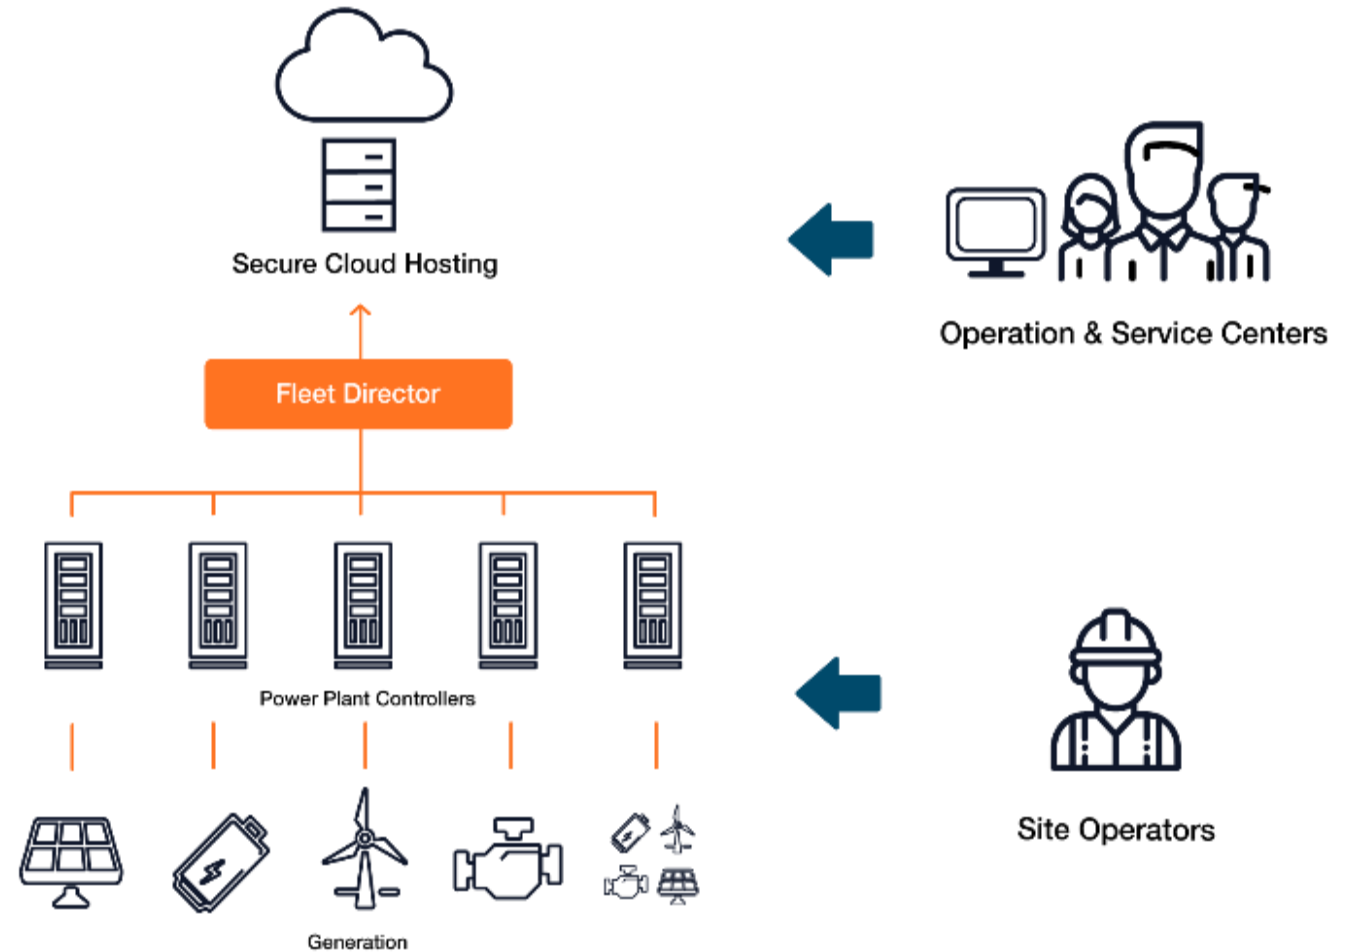 Secure Cloud Hosting
Operation & Service Centers
Fleet Director
Power Plant Controllers
Site Operators
Generation